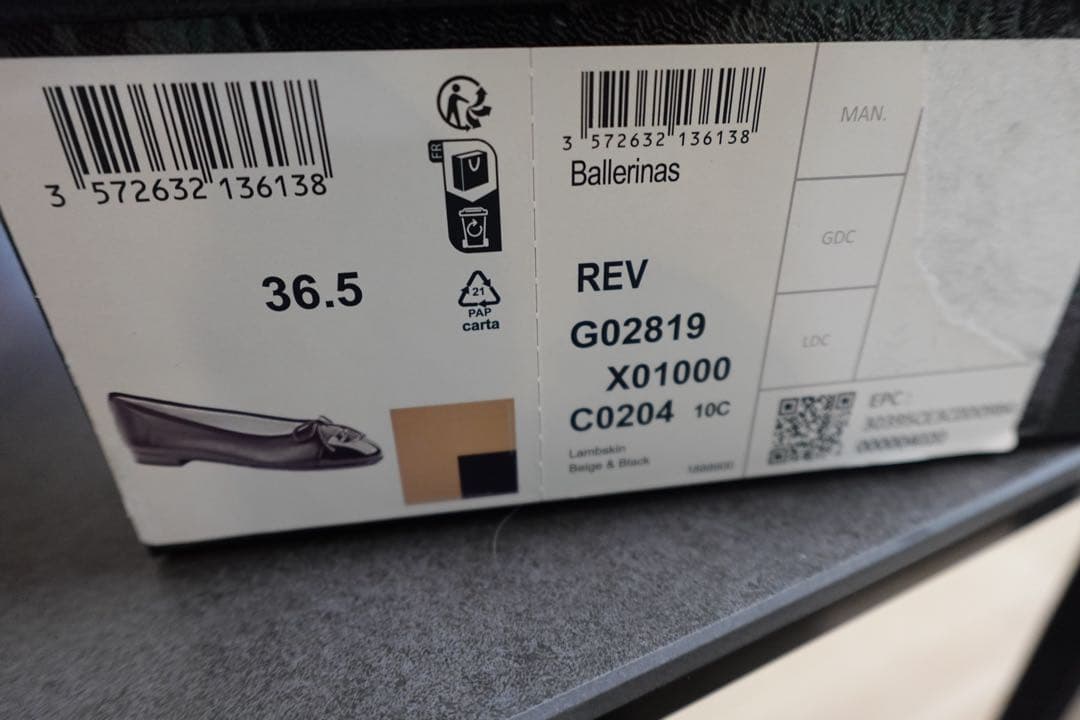 3 572632 136138
FR
36.5
21
PAP
carta
3 572632 136138
Ballerinas
REV
G02819
X01000
C0204 10C
Lambskin
Beige & Black
MAN.
GDC
LDC
EPC :